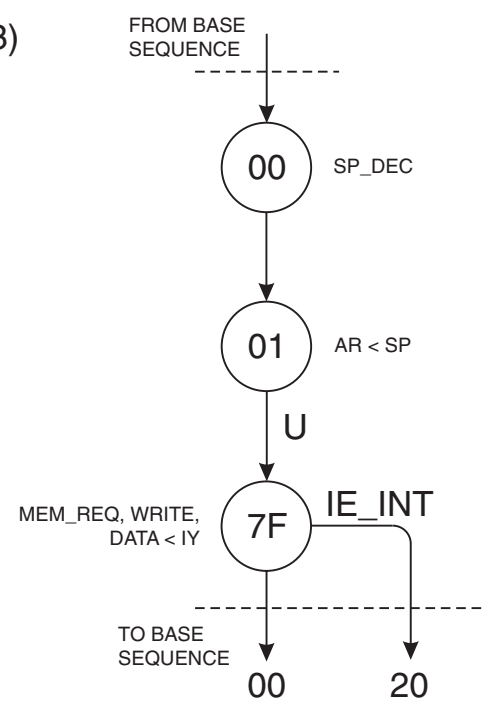 3)
FROM BASE
SEQUENCE
00
SP_DEC
01
AR < SP
U
MEM_REQ, WRITE,
DATA < IY
7F
IE_INT
TO BASE
SEQUENCE
00
20